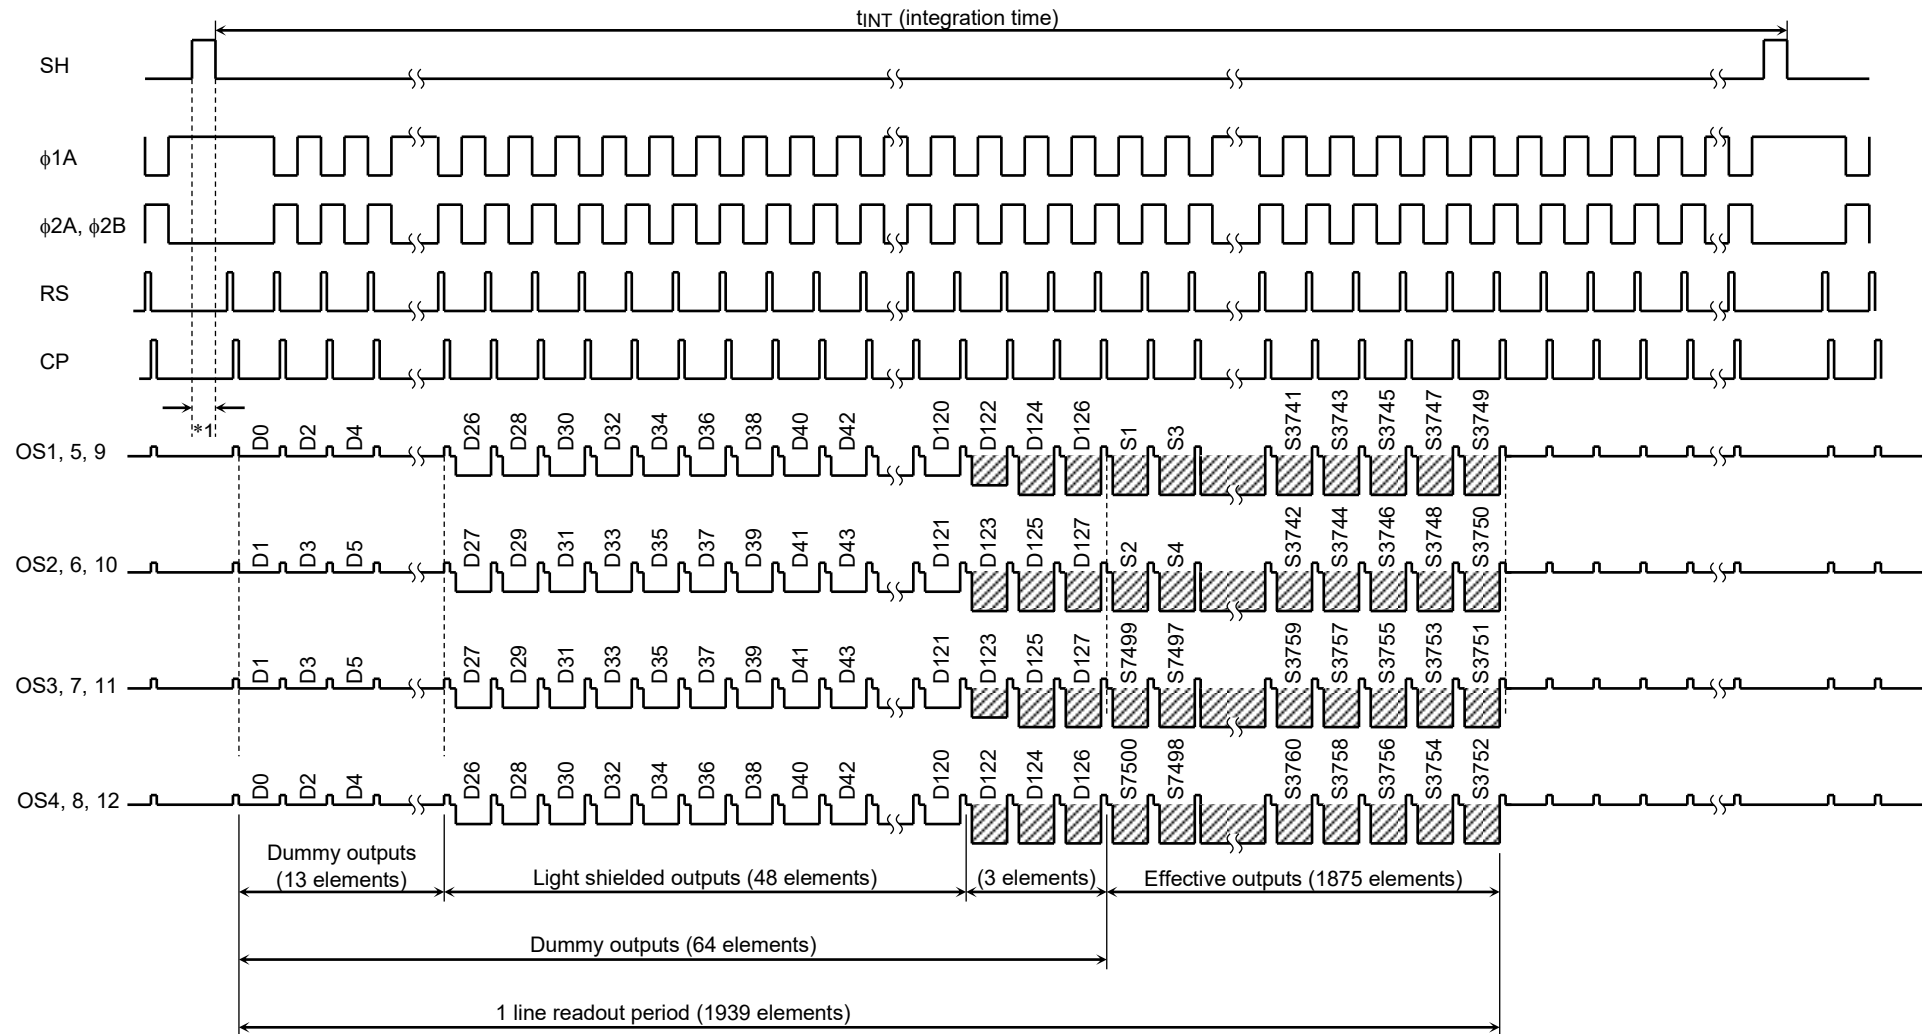 tINT (integration time)
SH
ϕ1A
ϕ2A, ϕ2B
RS
CP
*1
OS1, 5, 9
D0 D2 D4 D26 D28 D30 D32 D34 D36 D38 D40 D42 D120 D122 D124 D126 S1 S3 S3741 S3743 S3745 S3747 S3749
OS2, 6, 10
D1 D3 D5 D27 D29 D31 D33 D35 D37 D39 D41 D43 D121 D123 D125 D127 S2 S4 S3742 S3744 S3746 S3748 S3750
OS3, 7, 11
D1 D3 D5 D27 D29 D31 D33 D35 D37 D39 D41 D43 D121 D123 D125 D127 S7499 S7497 S3759 S3757 S3755 S3753 S3751
OS4, 8, 12
D0 D2 D4 D26 D28 D30 D32 D34 D36 D38 D40 D42 D120 D122 D124 D126 S7500 S7498 S3760 S3758 S3756 S3754 S3752
Dummy outputs
(13 elements)
Light shielded outputs (48 elements)
(3 elements)
Effective outputs (1875 elements)
Dummy outputs (64 elements)
1 line readout period (1939 elements)